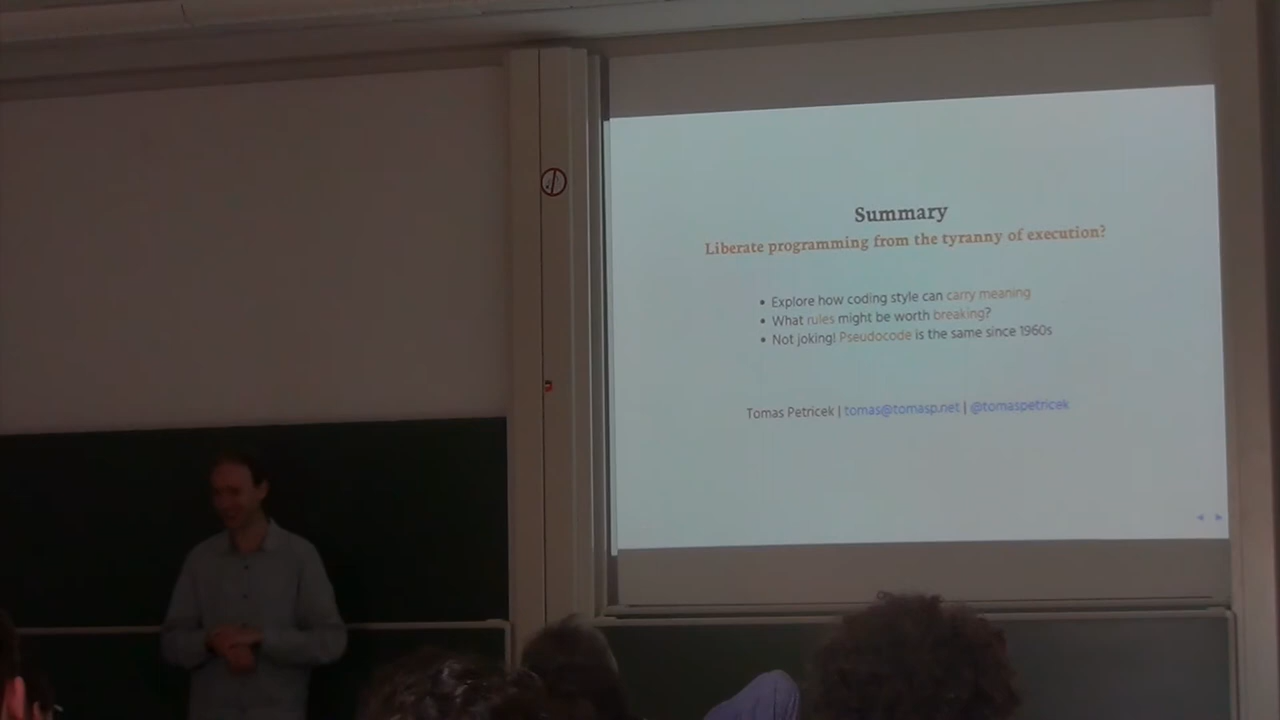 Summary
Liberate programming from the tyranny of execution?
• Explore how coding style can carry meaning
• What rules might be worth breaking?
• Not joking! Pseudocode is the same since 1960s
Tomas Petricek | tomas@tomasp.net | @tomaspetricek